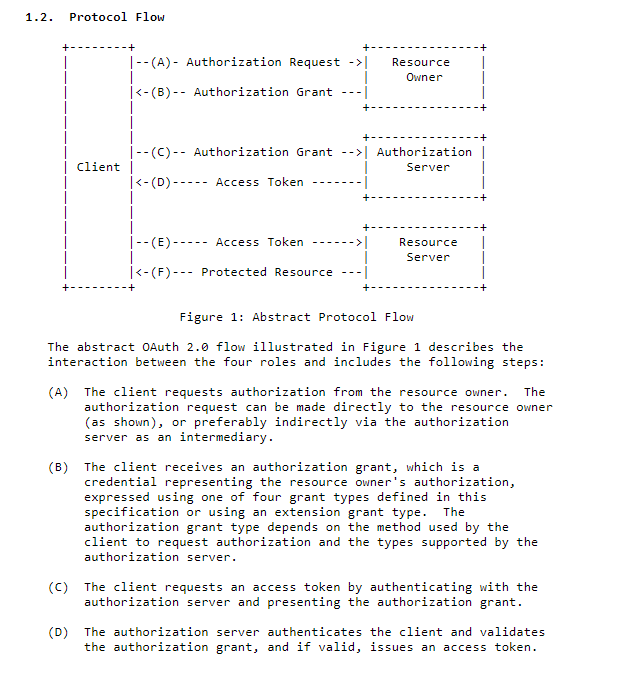 1.2.  Protocol Flow
+--------+                               +---------------+
|        |--(A)- Authorization Request ->|   Resource    |
|        |                               |     Owner     |
|        |<-(B)-- Authorization Grant ---|               |
|        |                               +---------------+
|        |
|        |                               +---------------+
|        |--(C)-- Authorization Grant -->| Authorization |
| Client |                               |     Server    |
|        |<-(D)----- Access Token -------|               |
|        |                               +---------------+
|        |
|        |                               +---------------+
|        |--(E)----- Access Token ------>|    Resource   |
|        |                               |     Server    |
|        |<-(F)--- Protected Resource ---|               |
+--------+                               +---------------+
Figure 1: Abstract Protocol Flow
The abstract OAuth 2.0 flow illustrated in Figure 1 describes the
interaction between the four roles and includes the following steps:
(A)  The client requests authorization from the resource owner.  The
authorization request can be made directly to the resource owner
(as shown), or preferably indirectly via the authorization
server as an intermediary.
(B)  The client receives an authorization grant, which is a
credential representing the resource owner's authorization,
expressed using one of four grant types defined in this
specification or using an extension grant type.  The
authorization grant type depends on the method used by the
client to request authorization and the types supported by the
authorization server.
(C)  The client requests an access token by authenticating with the
authorization server and presenting the authorization grant.
(D)  The authorization server authenticates the client and validates
the authorization grant, and if valid, issues an access token.